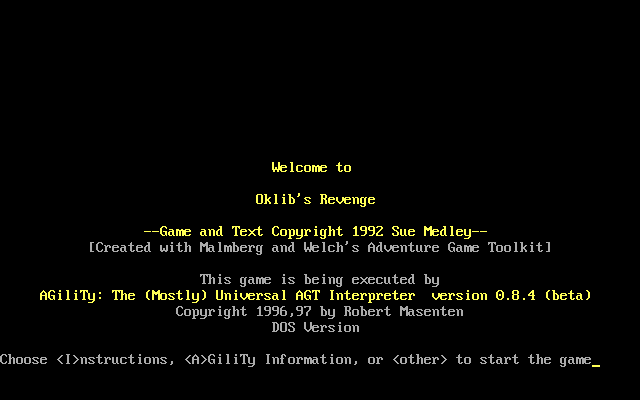 Welcome to
Oklib's Revenge
--Game and Text Copyright 1992 Sue Medley--
[Created with Malmberg and Welch's Adventure Game Toolkit]
This game is being executed by
AGiliTy: The (Mostly) Universal AGT Interpreter  version 0.8.4 (beta)
Copyright 1996,97 by Robert Masenten
DOS Version
Choose <I>nstructions, <A>GiliTy Information, or <other> to start the game_